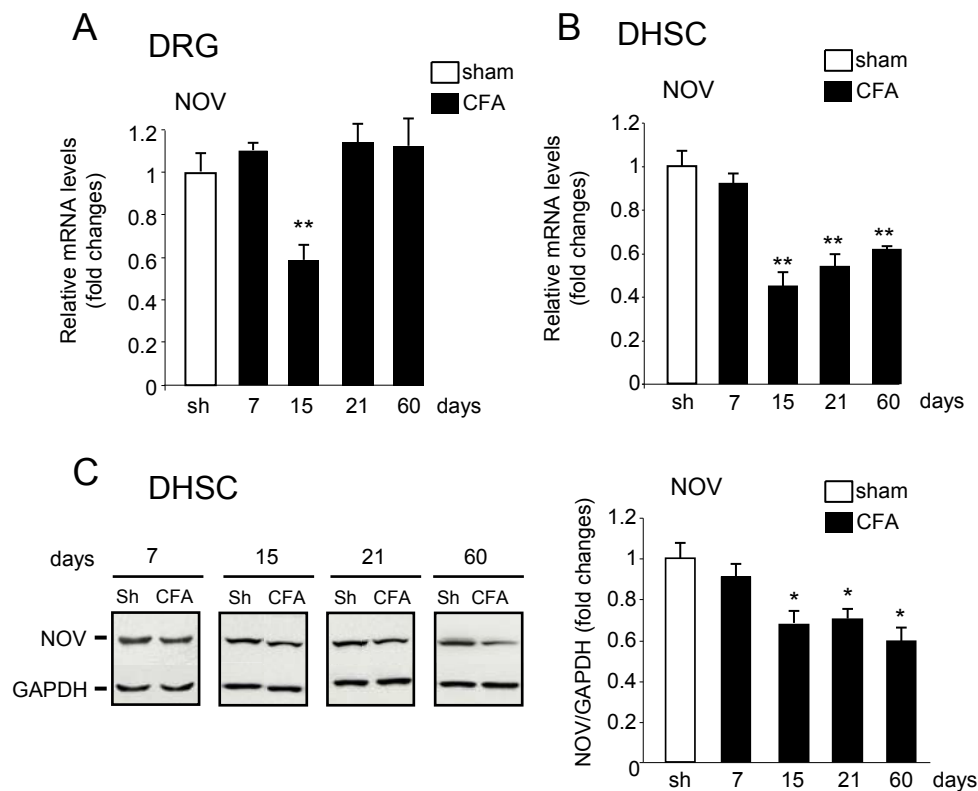 A
DRG
sham
CFA
NOV
Relative mRNA levels
(fold changes)
1.2
1
0.8
0.6
0.4
0.2
0
**
sh 7 15 21 60 days
B
DHSC
sham
CFA
NOV
Relative mRNA levels
(fold changes)
1.2
1
0.8
0.6
0.4
0.2
0
** ** **
sh 7 15 21 60 days
C
DHSC
days 7 15 21 60
Sh CFA Sh CFA Sh CFA Sh CFA
NOV
GAPDH
NOV
sham
CFA
NOV/GAPDH (fold changes)
1.2
1
0.8
0.6
0.4
0.2
0
* * *
sh 7 15 21 60 days